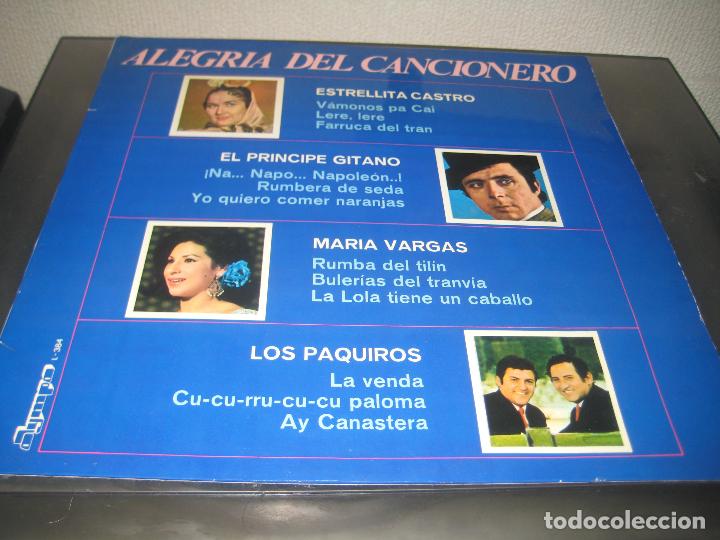 ALEGRIA DEL CANCIONERO
ESTRELLITA CASTRO
Vámonos pa Cai
Lere, lere
Farruca del tran
EL PRINCIPE GITANO
¡Na... Napo... Napoleón..!
Rumbera de seda
Yo quiero comer naranjas
MARIA VARGAS
Rumba del tilín
Bulerías del tranvía
La Lola tiene un caballo
LOS PAQUIROS
La venda
Cu-cu-rru-cu-cu paloma
Ay Canastera
Olympo
L-384
todocoleccion.net